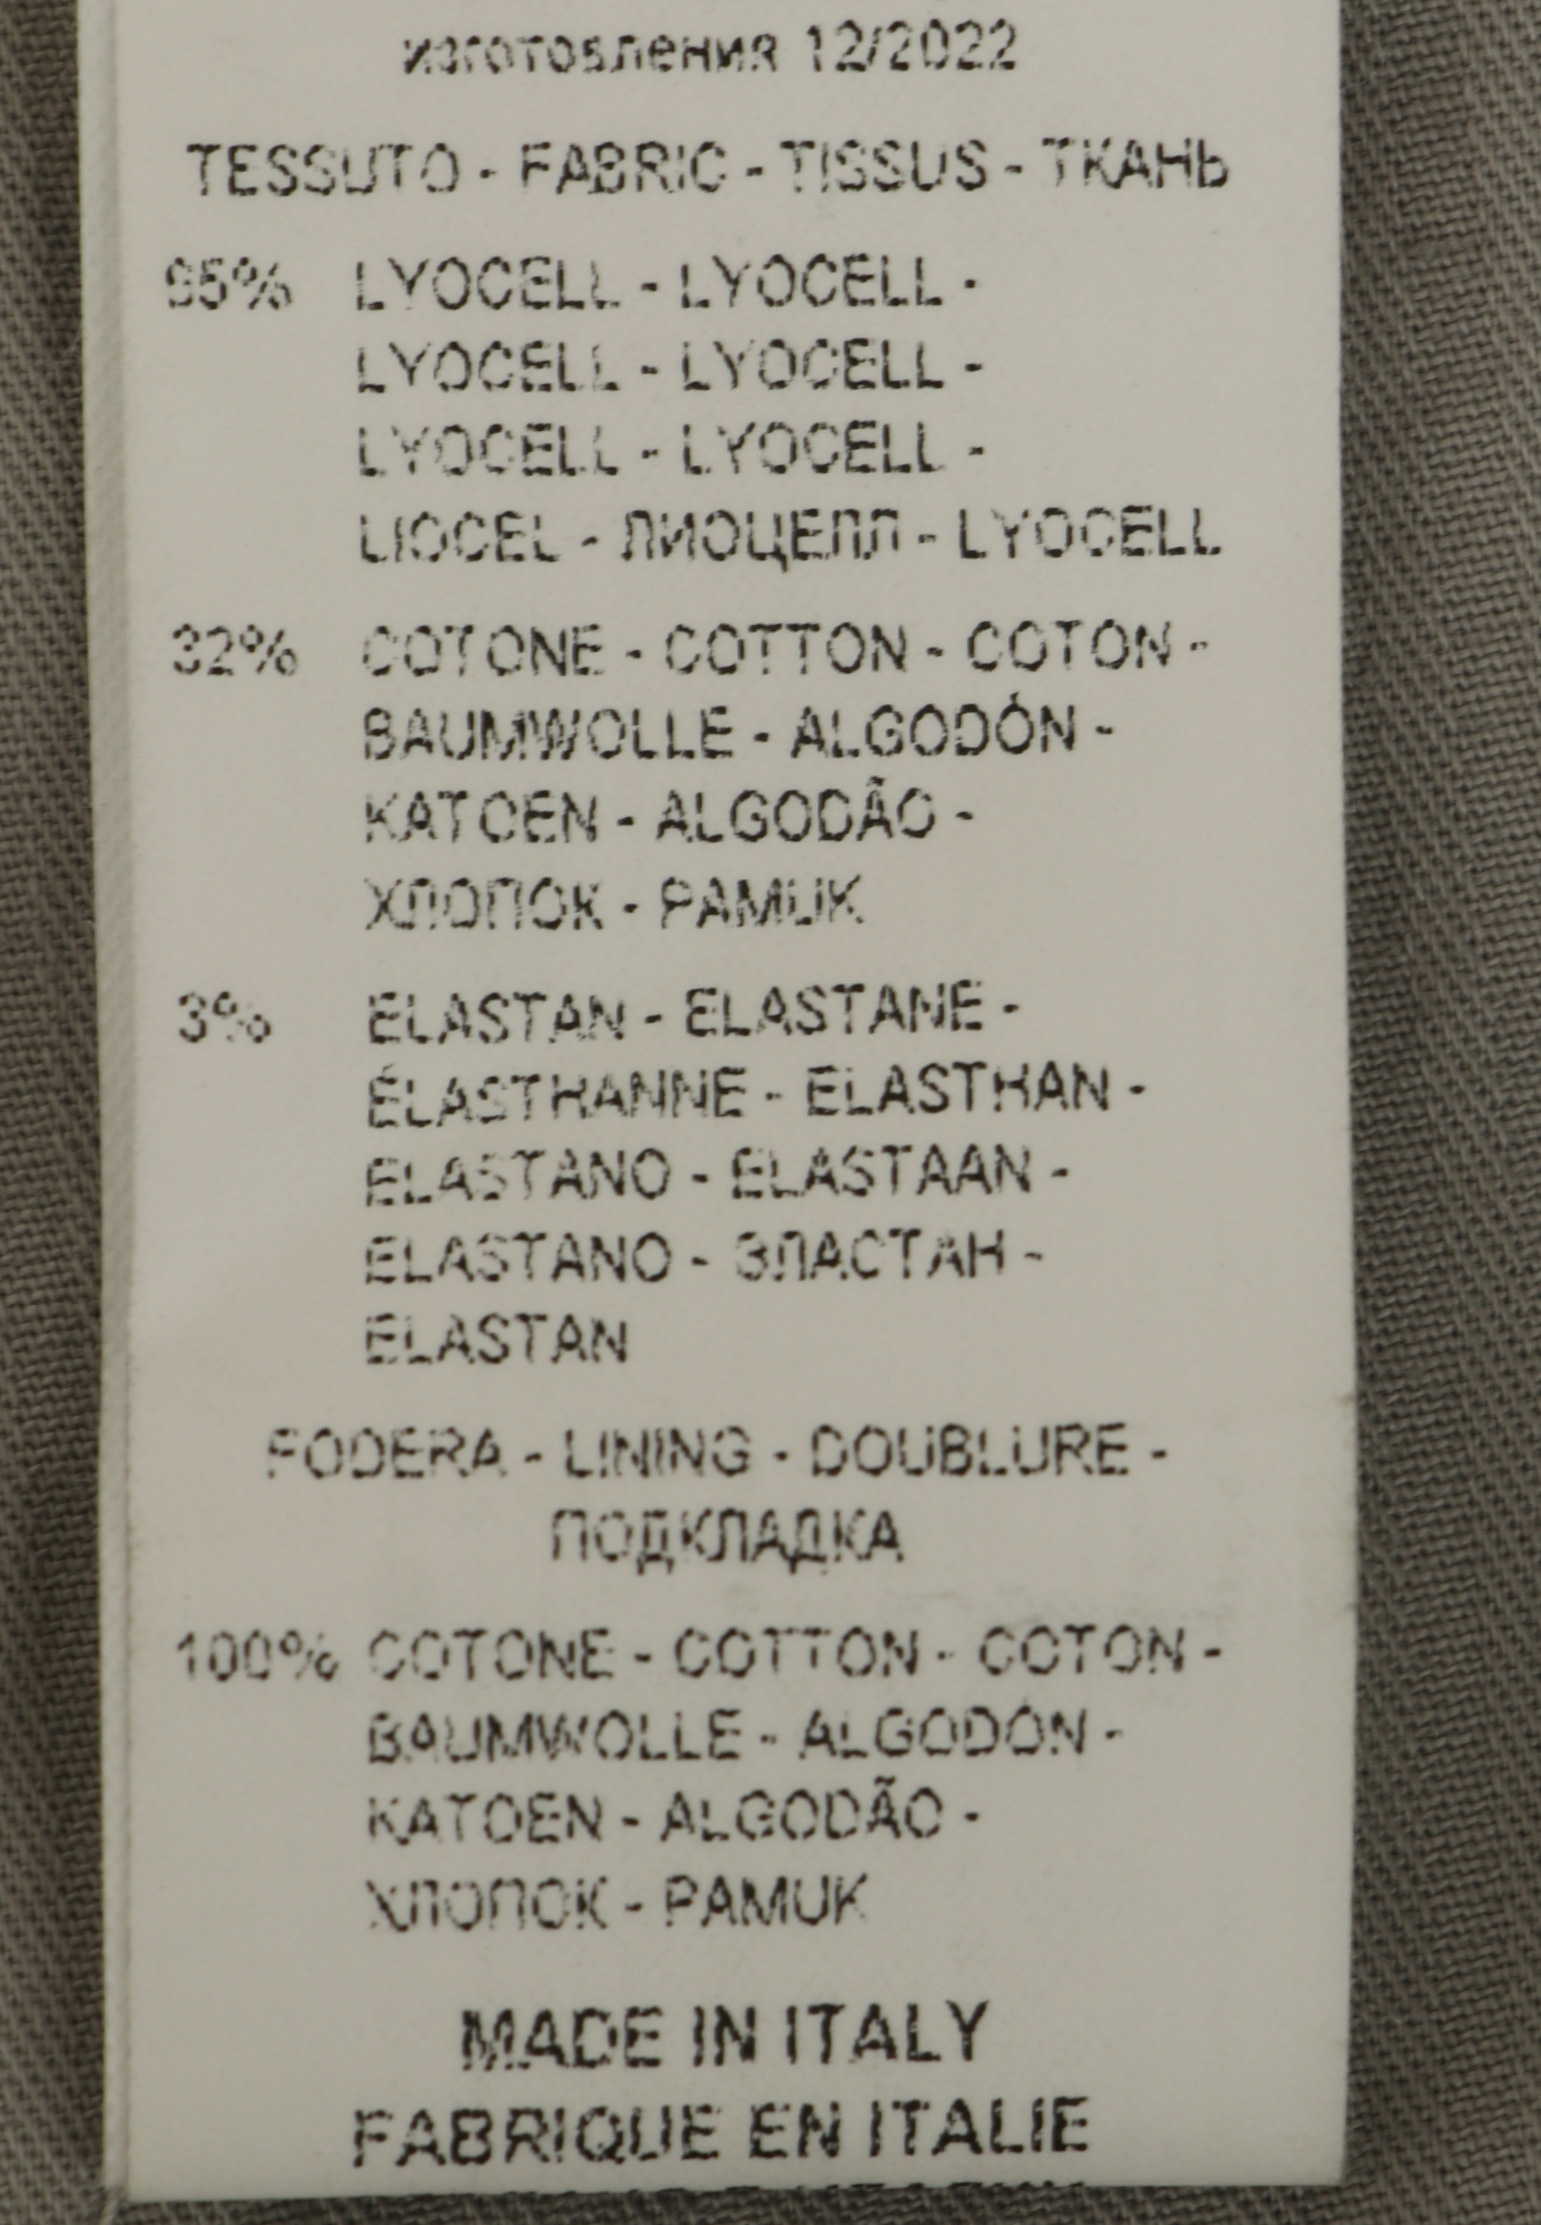 изготовления 12/2022
TESSUTO - FABRIC - TISSUS - ТКАНЬ
LYOCELL - LYOCELL -
LYOCELL - LYOCELL -
LYOCELL - LYOCELL -
LIOCEL - ЛИОЦЕЛЛ - LYOCELL
32% COTONE - COTTON - COTON -
BAUMWOLLE - ALGODÓN -
KATOEN - ALGODÃO -
ХЛОПОК - PAMUK
3% ELASTAN - ELASTANE -
ÉLASTHANNE - ELASTHAN -
ELASTANO - ELASTAAN -
ELASTANO - ЭЛАСТАН -
ELASTAN
FODERA - LINING - DOUBLURE -
ПОДКЛАДКА
100% COTONE - COTTON - COTON -
BAUMWOLLE - ALGODÓN -
KATOEN - ALGODÃO -
ХЛОПОК - PAMUK
MADE IN ITALY
FABRIQUE EN ITALIE